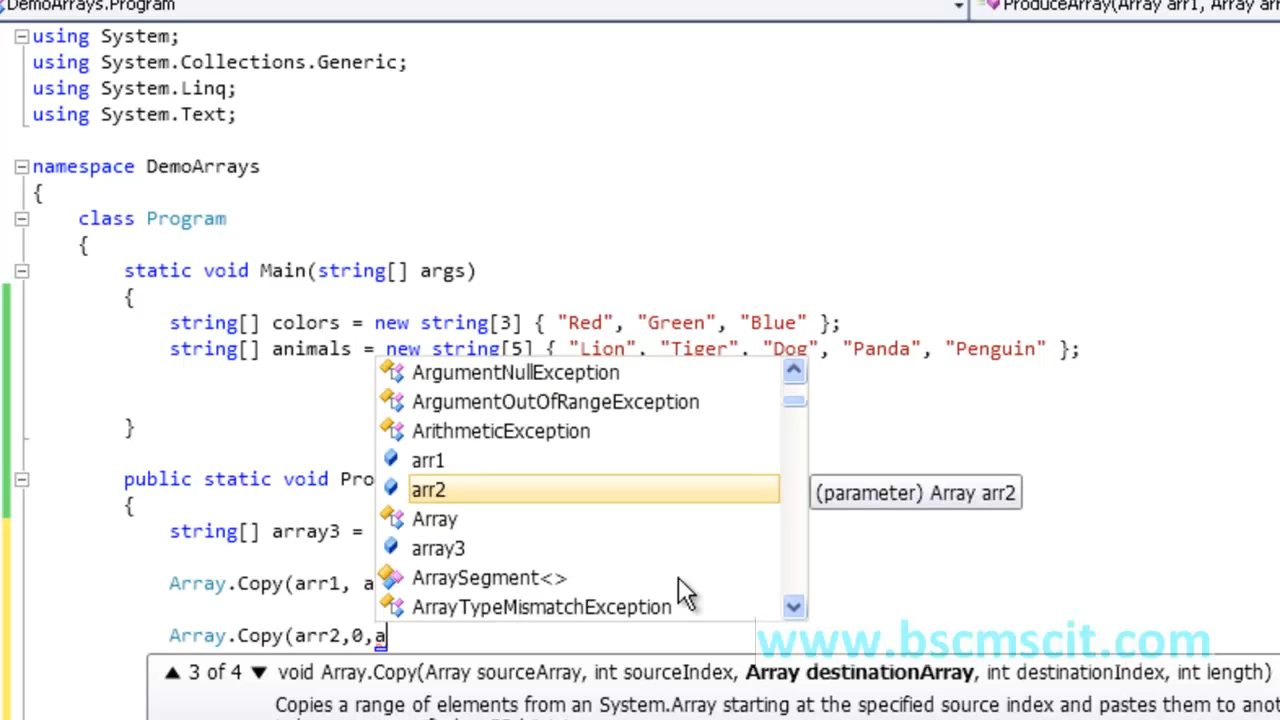 DemoArrays.Program
ProduceArray(Array arr1, Array arr
using System;
using System.Collections.Generic;
using System.Linq;
using System.Text;
namespace DemoArrays
{
class Program
{
static void Main(string[] args)
{
string[] colors = new string[3] { "Red", "Green", "Blue" };
string[] animals = new string[5] { "Lion", "Tiger", "Dog", "Panda", "Penguin" };
}
public static void Pro
{
string[] array3 =
Array.Copy(arr1, a
Array.Copy(arr2,0,a
ArgumentNullException
ArgumentOutOfRangeException
ArithmeticException
arr1
arr2
Array
array3
ArraySegment<>
ArrayTypeMismatchException
(parameter) Array arr2
www.bscmscit.com
▲ 3 of 4 ▼ void Array.Copy(Array sourceArray, int sourceIndex, Array destinationArray, int destinationIndex, int length)
Copies a range of elements from an System.Array starting at the specified source index and pastes them to anou